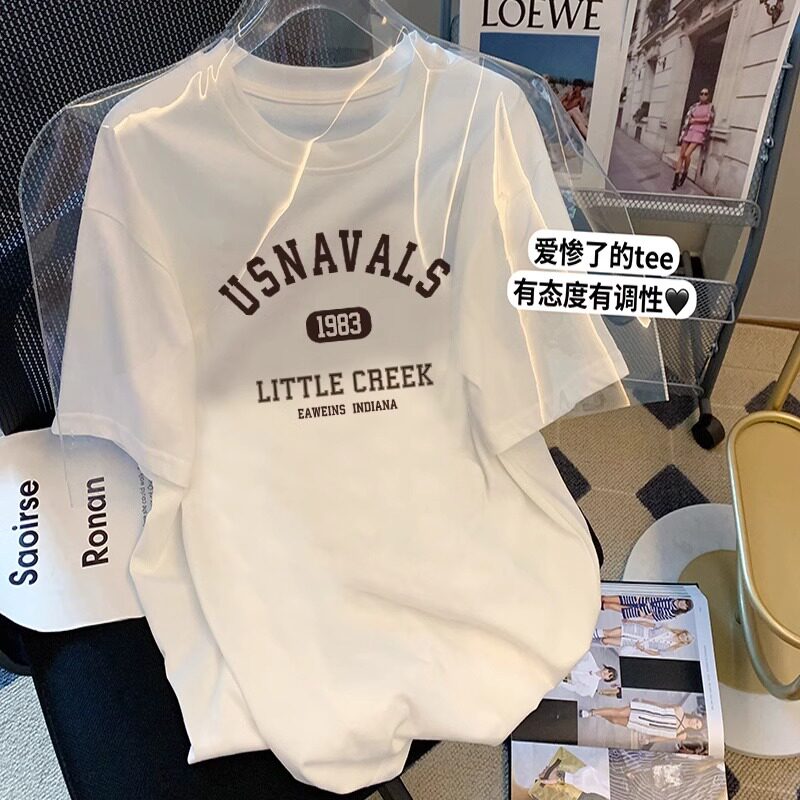 LOEWE
USNAVALS
1983
LITTLE CREEK
EAWEINS INDIANA
爱惨了的tee
有态度有调性🖤
Saoirse
Ronan